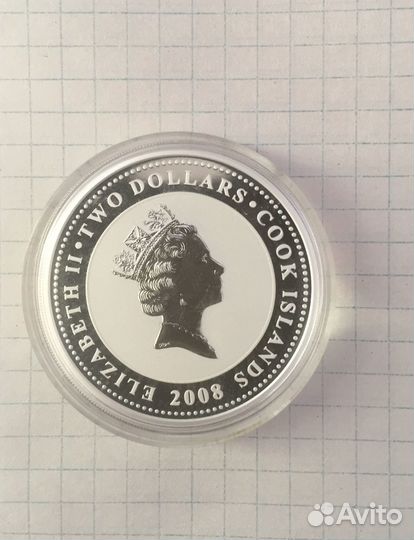 ELIZABETH II • TWO DOLLARS • COOK ISLANDS
2008
Avito